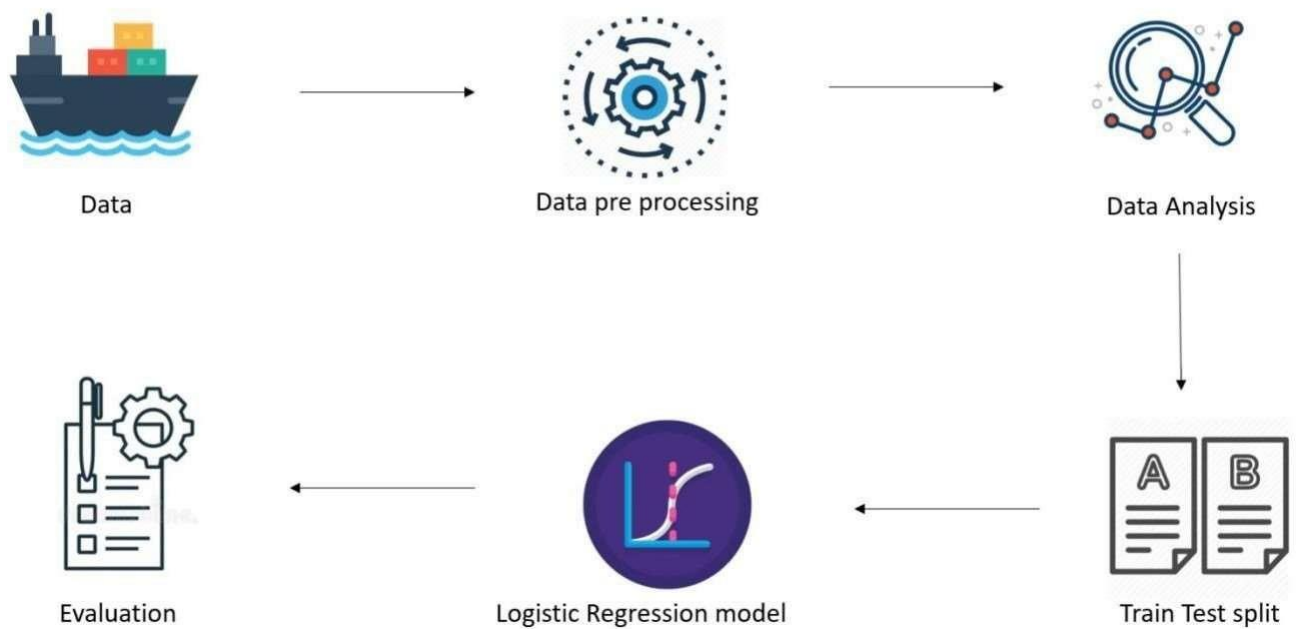 Data
Data pre processing
Data Analysis
A
B
Evaluation
Logistic Regression model
Train Test split